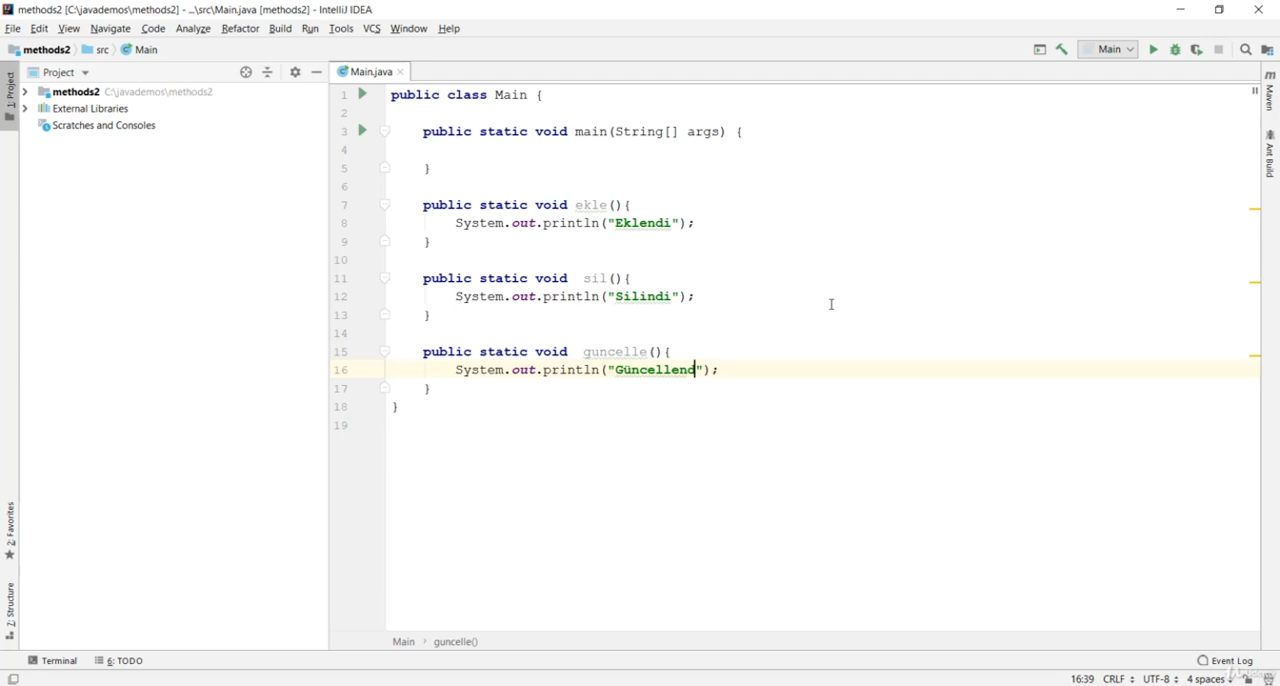 methods2 [C:\javademos\methods2] - ...\src\Main.java [methods2] - IntelliJ IDEA
File Edit View Navigate Code Analyze Refactor Build Run Tools VCS Window Help
methods2 src Main Main
Project Main.java
1 public class Main {
2
3 public static void main(String[] args) {
4
5 }
6
7 public static void ekle(){
8 System.out.println("Eklendi");
9 }
10
11 public static void sil(){
12 System.out.println("Silindi");
13 }
14
15 public static void guncelle(){
16 System.out.println("Güncellend");
17 }
18 }
19
methods2 C:\javademos\methods2
External Libraries
Scratches and Consoles
1: Project
2: Favorites
2: Structure
Maven
Ant Build
Main guncelle()
Terminal 6: TODO Event Log
16:39 CRLF UTF-8 4 spaces